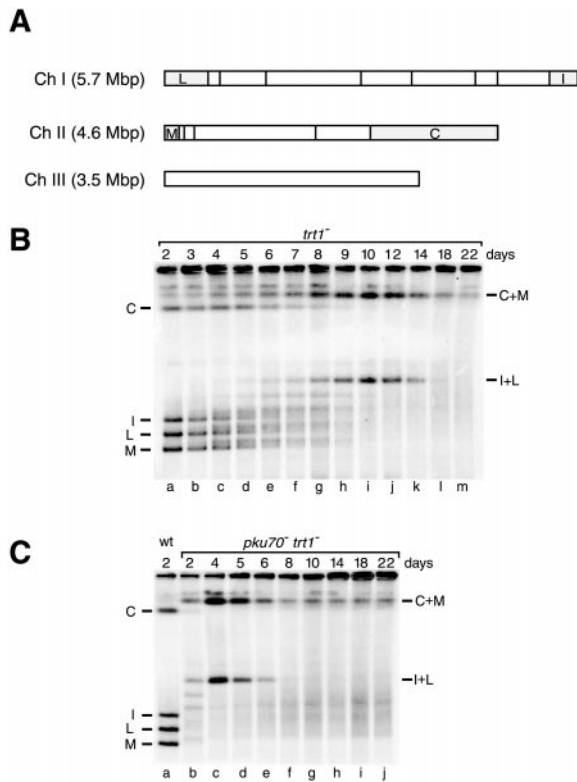 A
Ch I (5.7 Mbp) L I
Ch II (4.6 Mbp) M C
Ch III (3.5 Mbp)
B
trt1⁻
2 3 4 5 6 7 8 9 10 12 14 18 22 days
C C+M
I+L
I
L
M
a b c d e f g h i j k l m
C
wt pku70⁻ trt1⁻
2 2 4 5 6 8 10 14 18 22 days
C C+M
I+L
I
L
M
a b c d e f g h i j